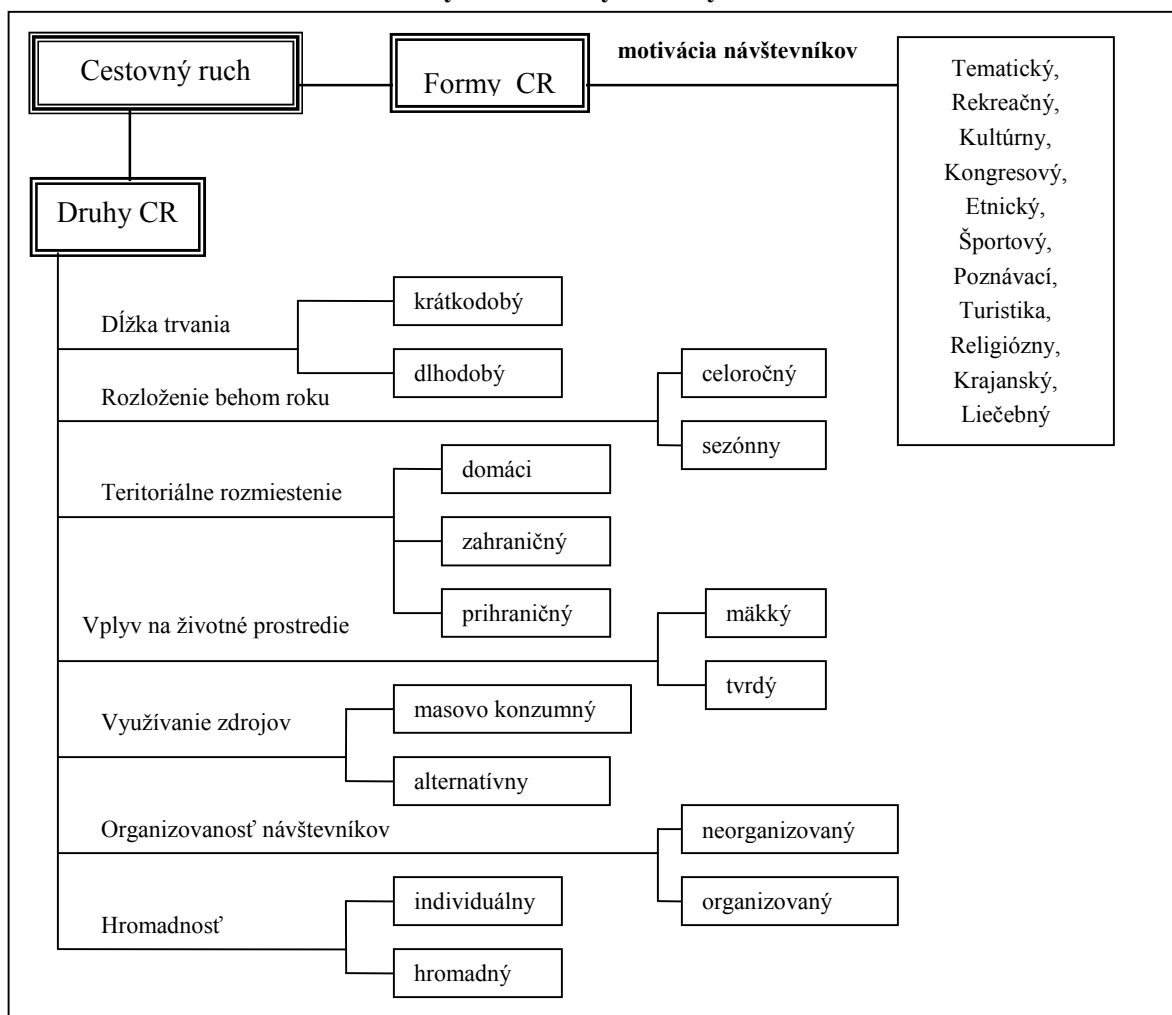 Cestovný ruch
Formy CR
motivácia návštevníkov
Tematický,
Rekreačný,
Kultúrny,
Kongresový,
Etnický,
Športový,
Poznávací,
Turistika,
Religiózny,
Krajanský,
Liečebný
Druhy CR
Dĺžka trvania
krátkodobý
dlhodobý
Rozloženie behom roku
celoročný
sezónny
Teritoriálne rozmiestenie
domáci
zahraničný
prihraničný
Vplyv na životné prostredie
mäkký
tvrdý
Využívanie zdrojov
masovo konzumný
alternatívny
Organizovanosť návštevníkov
neorganizovaný
organizovaný
Hromadnosť
individuálny
hromadný